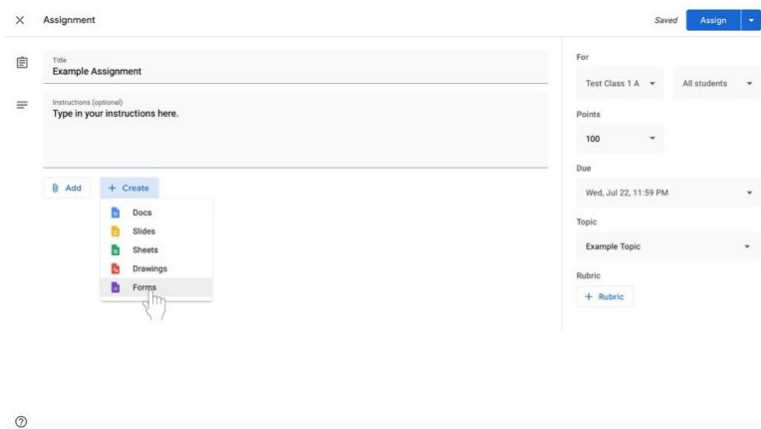 Assignment
Saved
Assign
Title
Example Assignment
Instructions (optional)
Type in your instructions here.
Add
+ Create
Docs
Slides
Sheets
Drawings
Forms
For
Test Class 1 A
All students
Points
100
Due
Wed, Jul 22, 11:59 PM
Topic
Example Topic
Rubric
+ Rubric